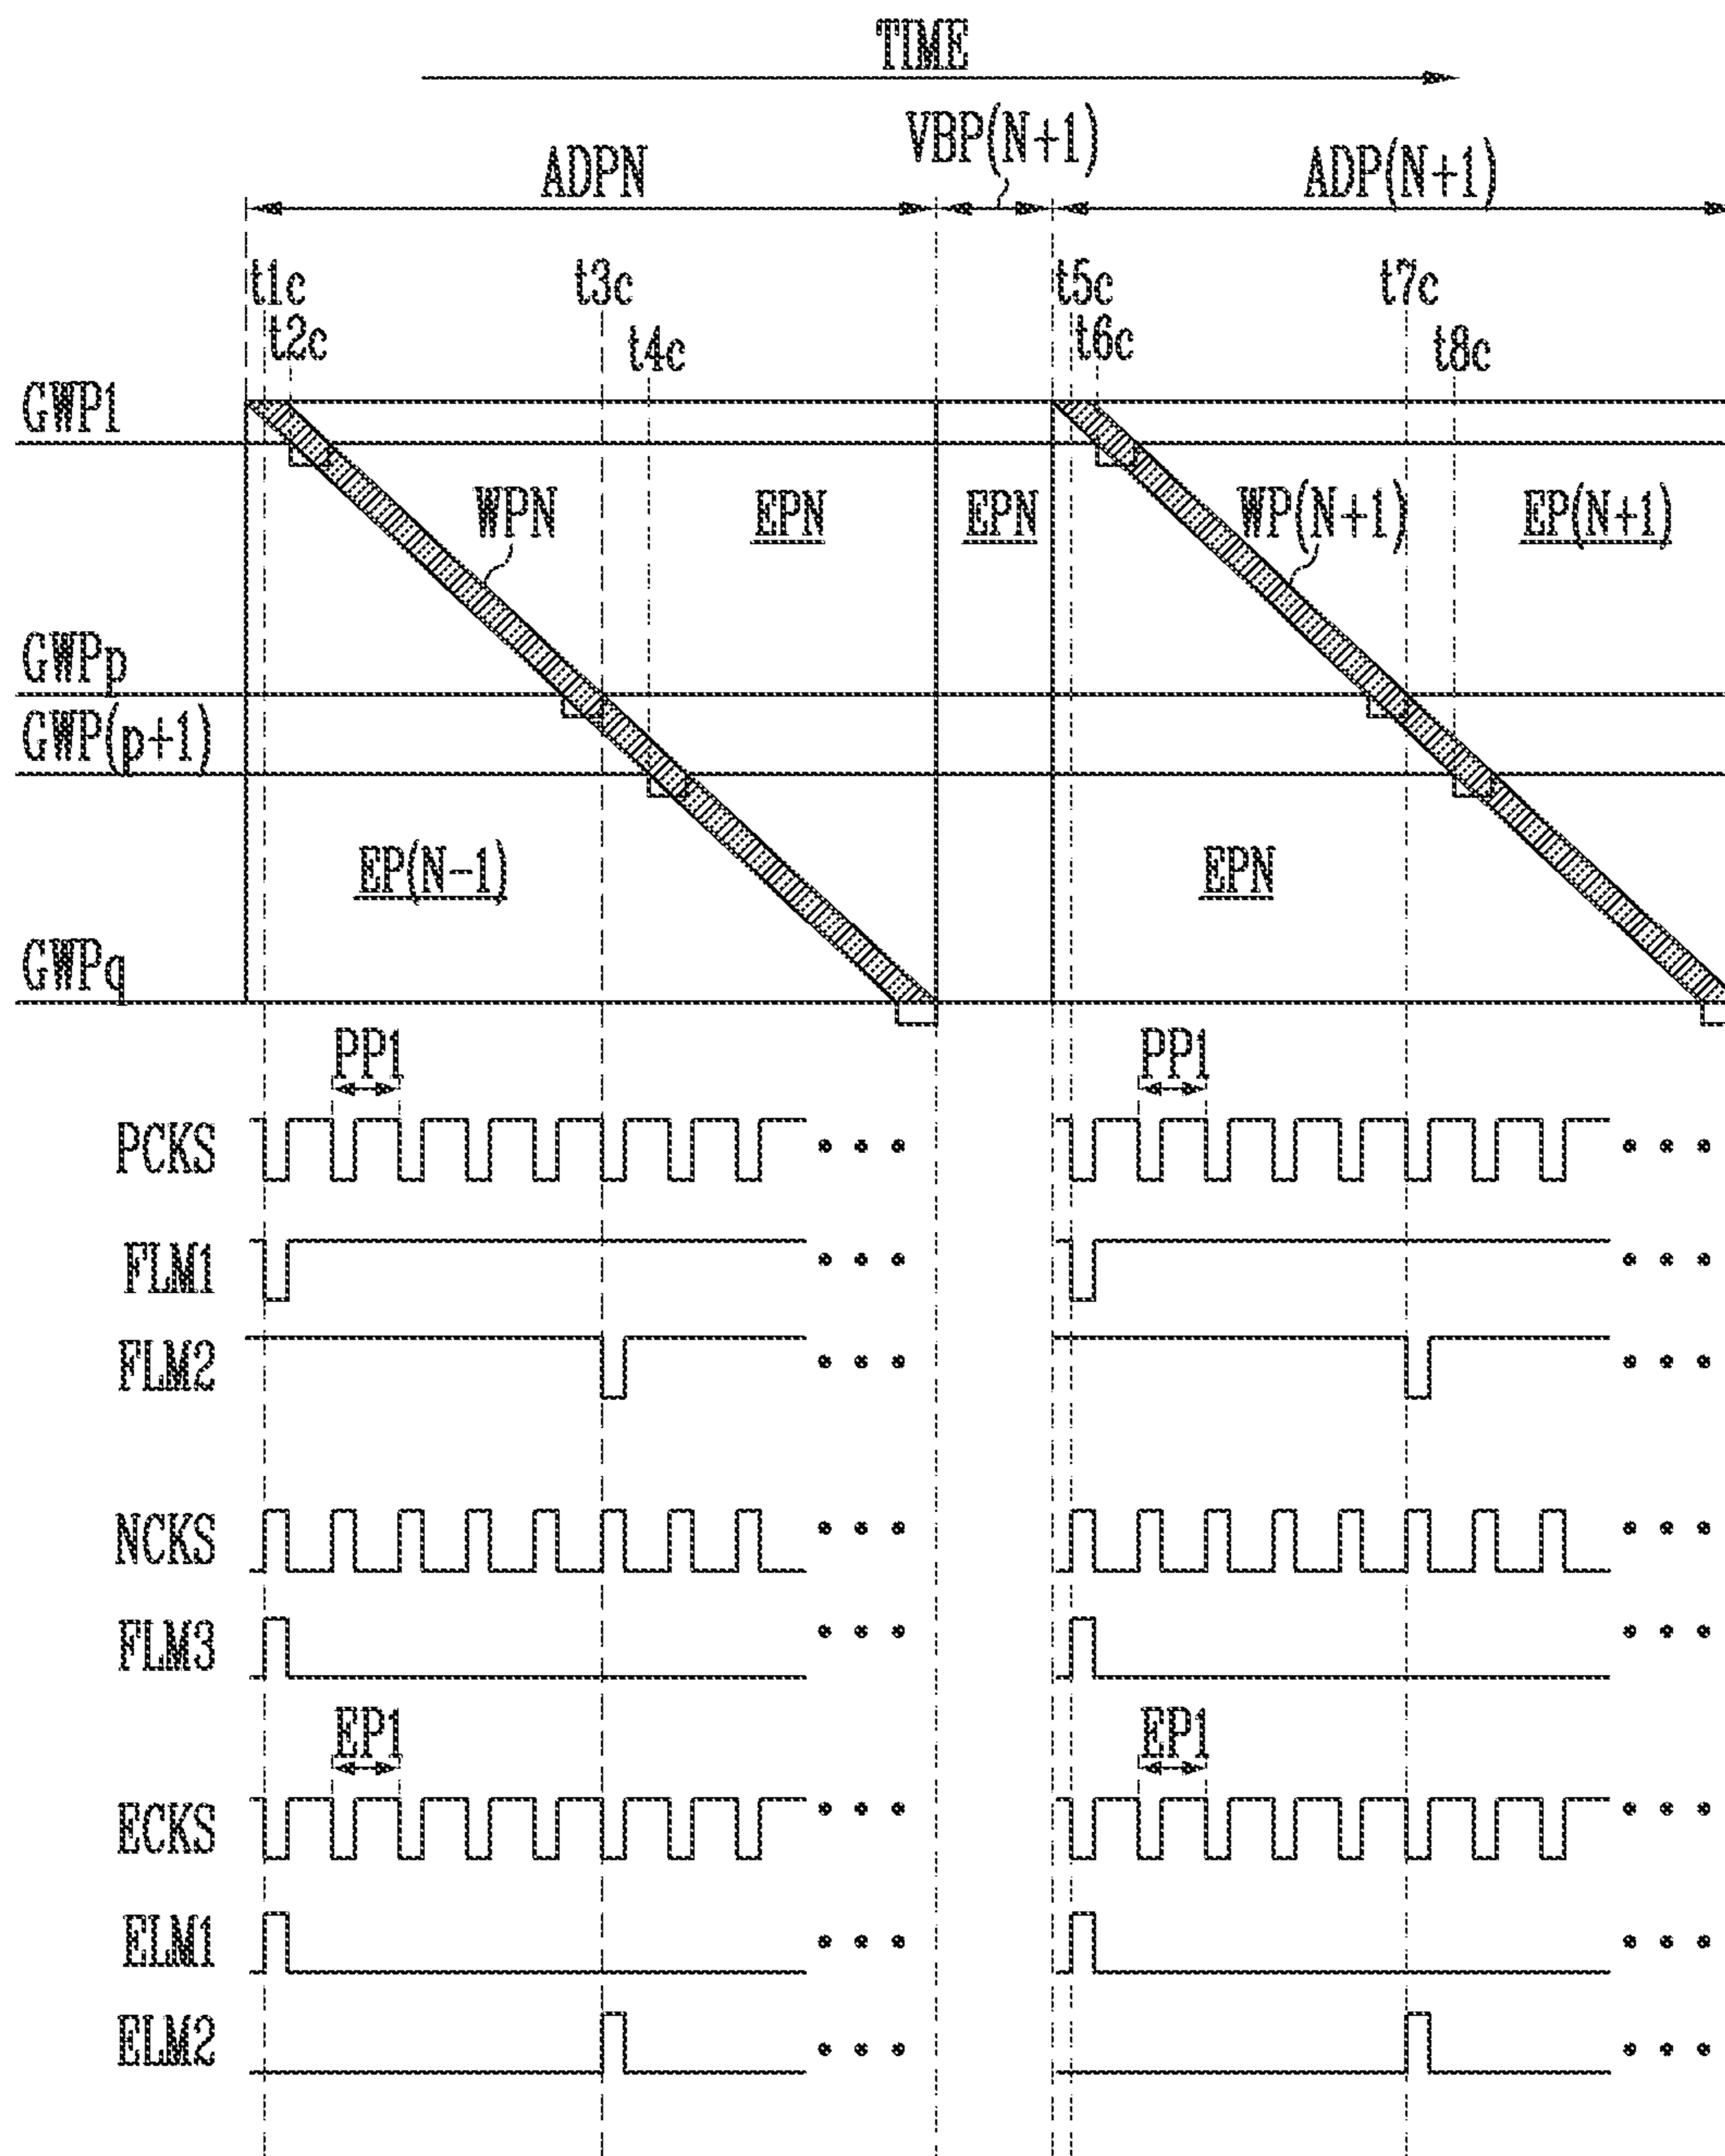 TIME
VBP(N+1)
ADPN
ADP(N+1)
t1c
t3c
t5c
t7c
t2c
t4c
t6c
t8c
GWP1
WPN
EPN
EPN
WP(N+1)
EP(N+1)
GWPp
GWP(p+1)
EP(N-1)
EPN
GWPq
PP1
PP1
PCKS
FLM1
FLM2
NCKS
FLM3
EP1
EP1
ECKS
ELM1
ELM2